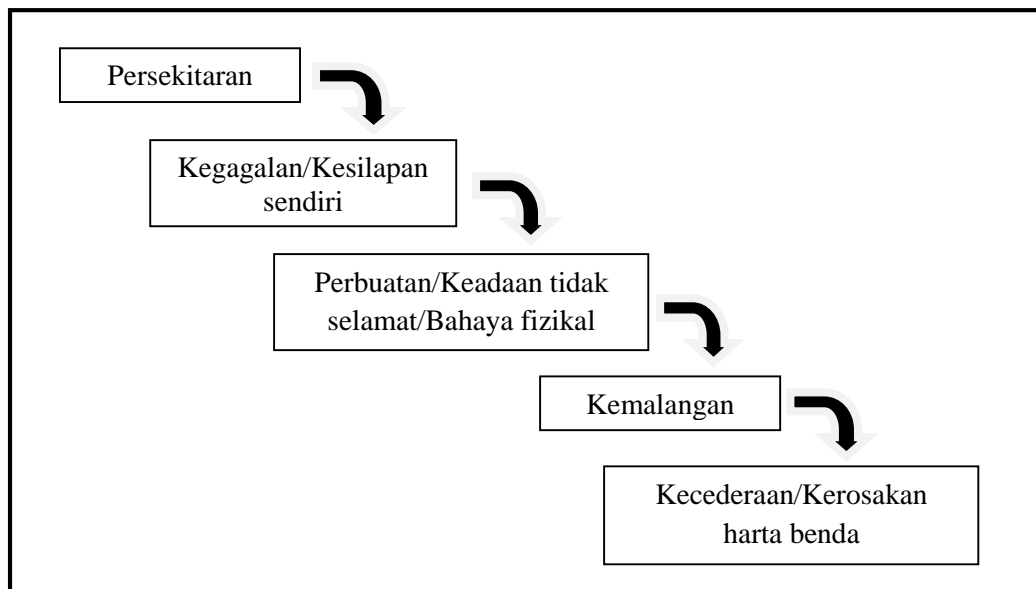 Persekitaran
Kegagalan/Kesilapan
sendiri
Perbuatan/Keadaan tidak
selamat/Bahaya fizikal
Kemalangan
Kecederaan/Kerosakan
harta benda